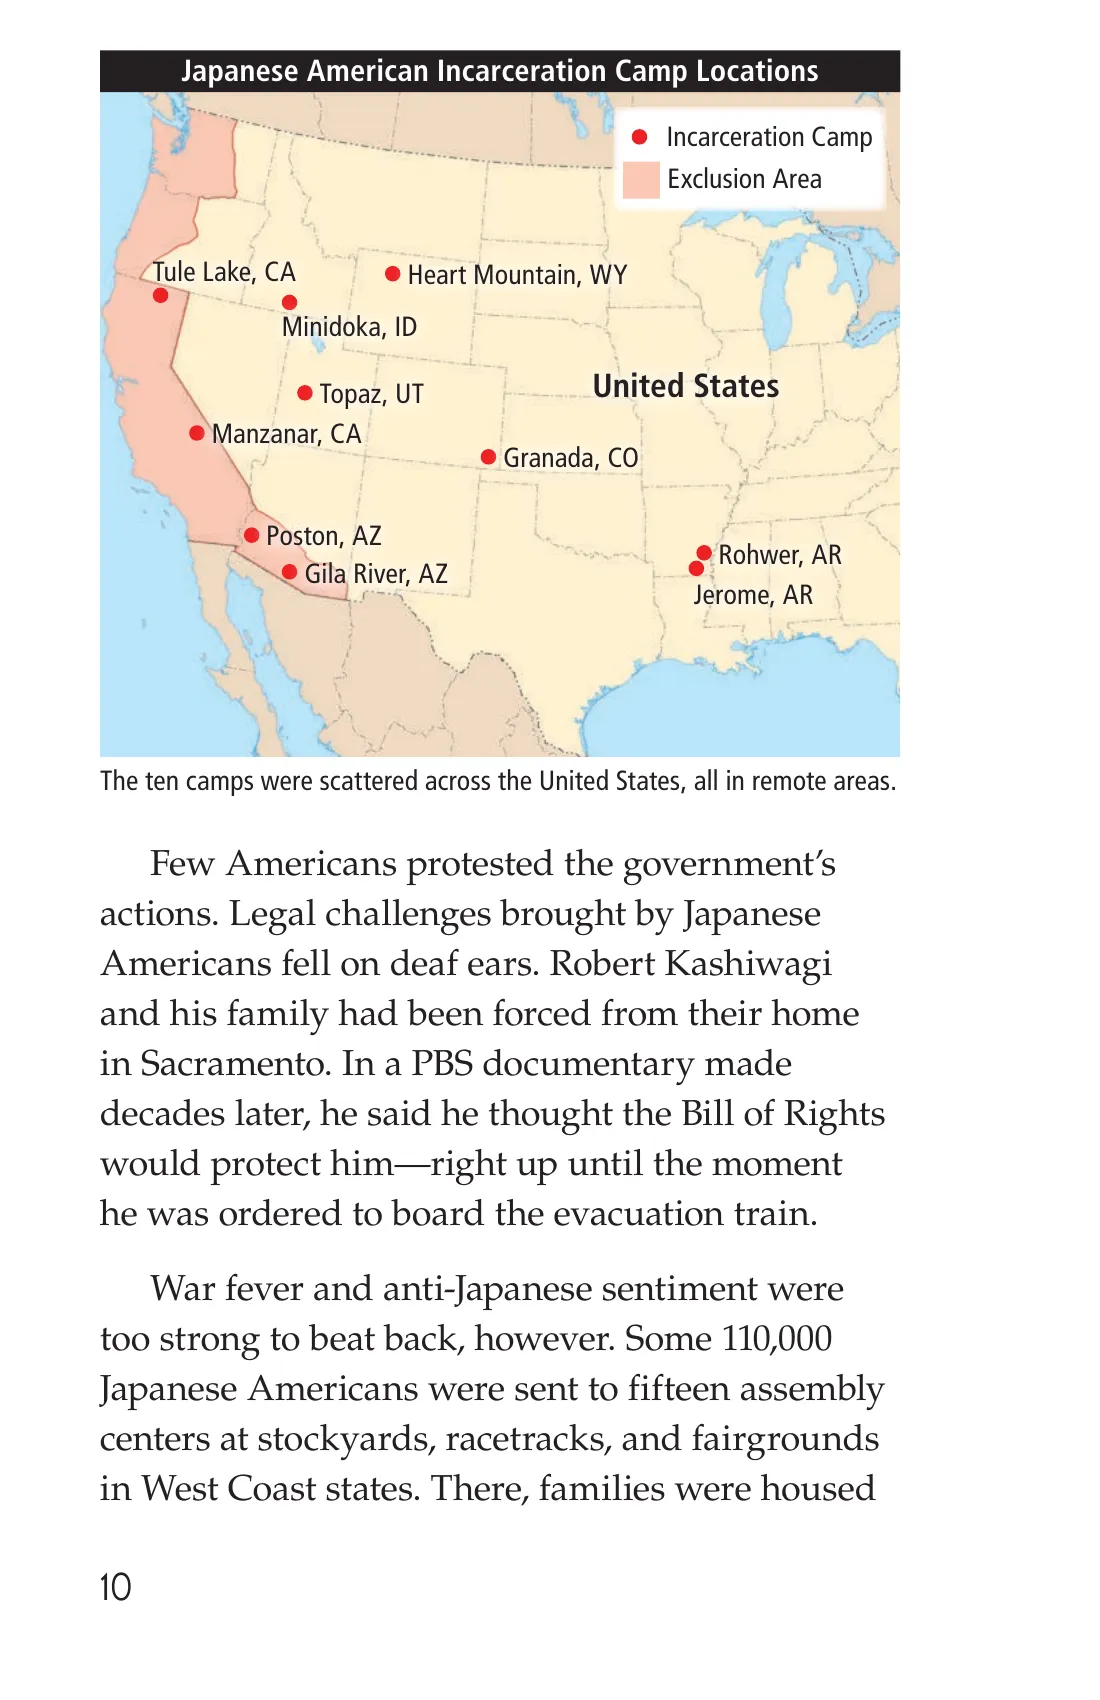 Japanese American Incarceration Camp Locations
Incarceration Camp
Exclusion Area
Tule Lake, CA
Heart Mountain, WY
Minidoka, ID
United States
Topaz, UT
Manzanar, CA
Granada, CO
Poston, AZ
Rohwer, AR
Gila River, AZ
Jerome, AR
The ten camps were scattered across the United States, all in remote areas.
Few Americans protested the government’s
actions. Legal challenges brought by Japanese
Americans fell on deaf ears. Robert Kashiwagi
and his family had been forced from their home
in Sacramento. In a PBS documentary made
decades later, he said he thought the Bill of Rights
would protect him—right up until the moment
he was ordered to board the evacuation train.
War fever and anti-Japanese sentiment were
too strong to beat back, however. Some 110,000
Japanese Americans were sent to fifteen assembly
centers at stockyards, racetracks, and fairgrounds
in West Coast states. There, families were housed
10